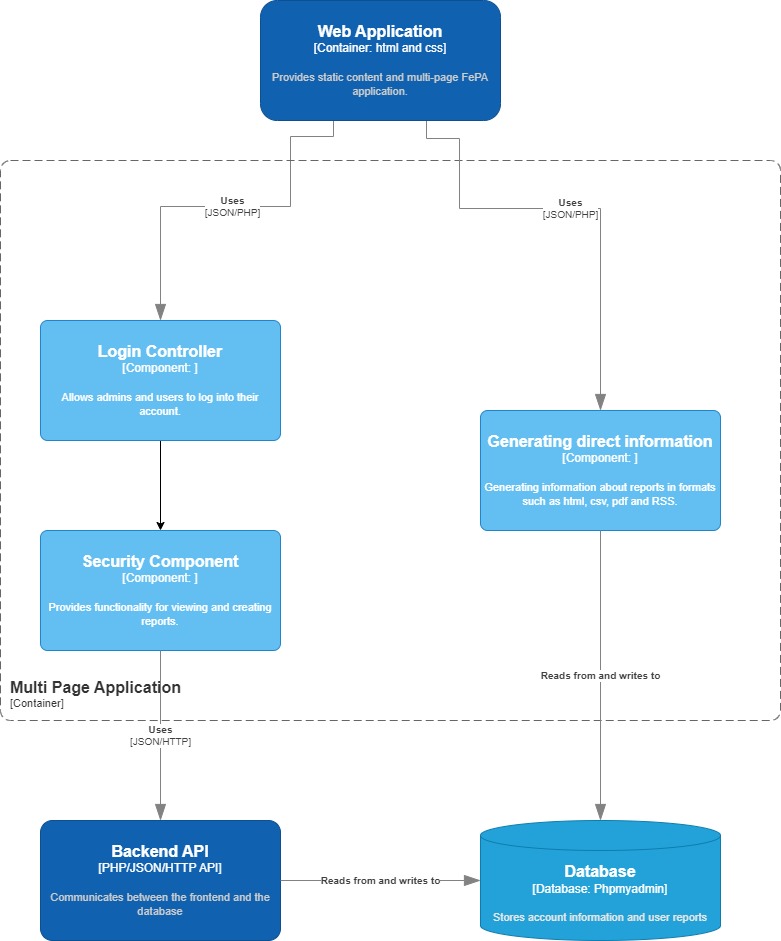 Web Application
[Container: html and css]
Provides static content and multi-page FePA
application.
Uses
[JSON/PHP]
Uses
[JSON/PHP]
Login Controller
[Component: ]
Allows admins and users to log into their
account.
Generating direct information
[Component: ]
Generating information about reports in formats
such as html, csv, pdf and RSS.
Security Component
[Component: ]
Provides functionality for viewing and creating
reports.
Reads from and writes to
Multi Page Application
[Container]
Uses
[JSON/HTTP]
Backend API
[PHP/JSON/HTTP API]
Communicates between the frontend and the
database
Reads from and writes to
Database
[Database: Phpmyadmin]
Stores account information and user reports